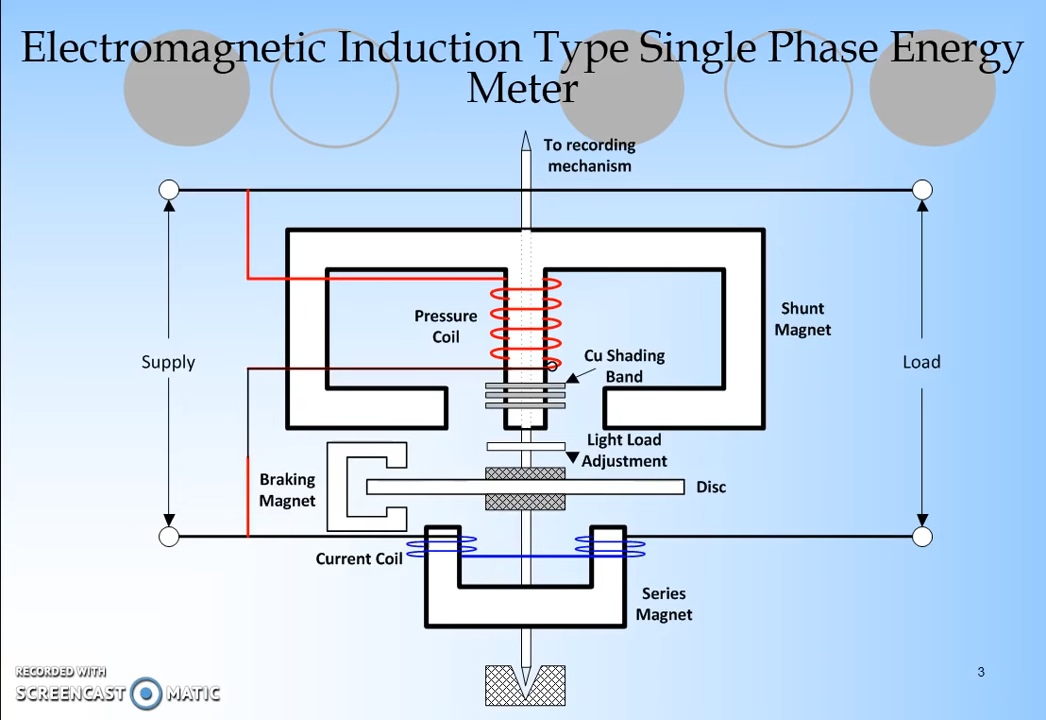 Electromagnetic Induction Type Single Phase Energy
Meter
To recording
mechanism
Pressure
Coil
Shunt
Magnet
Cu Shading
Band
Supply
Load
Light Load
Adjustment
Braking
Magnet
Disc
Current Coil
Series
Magnet
RECORDED WITH
SCREENCAST MATIC
3